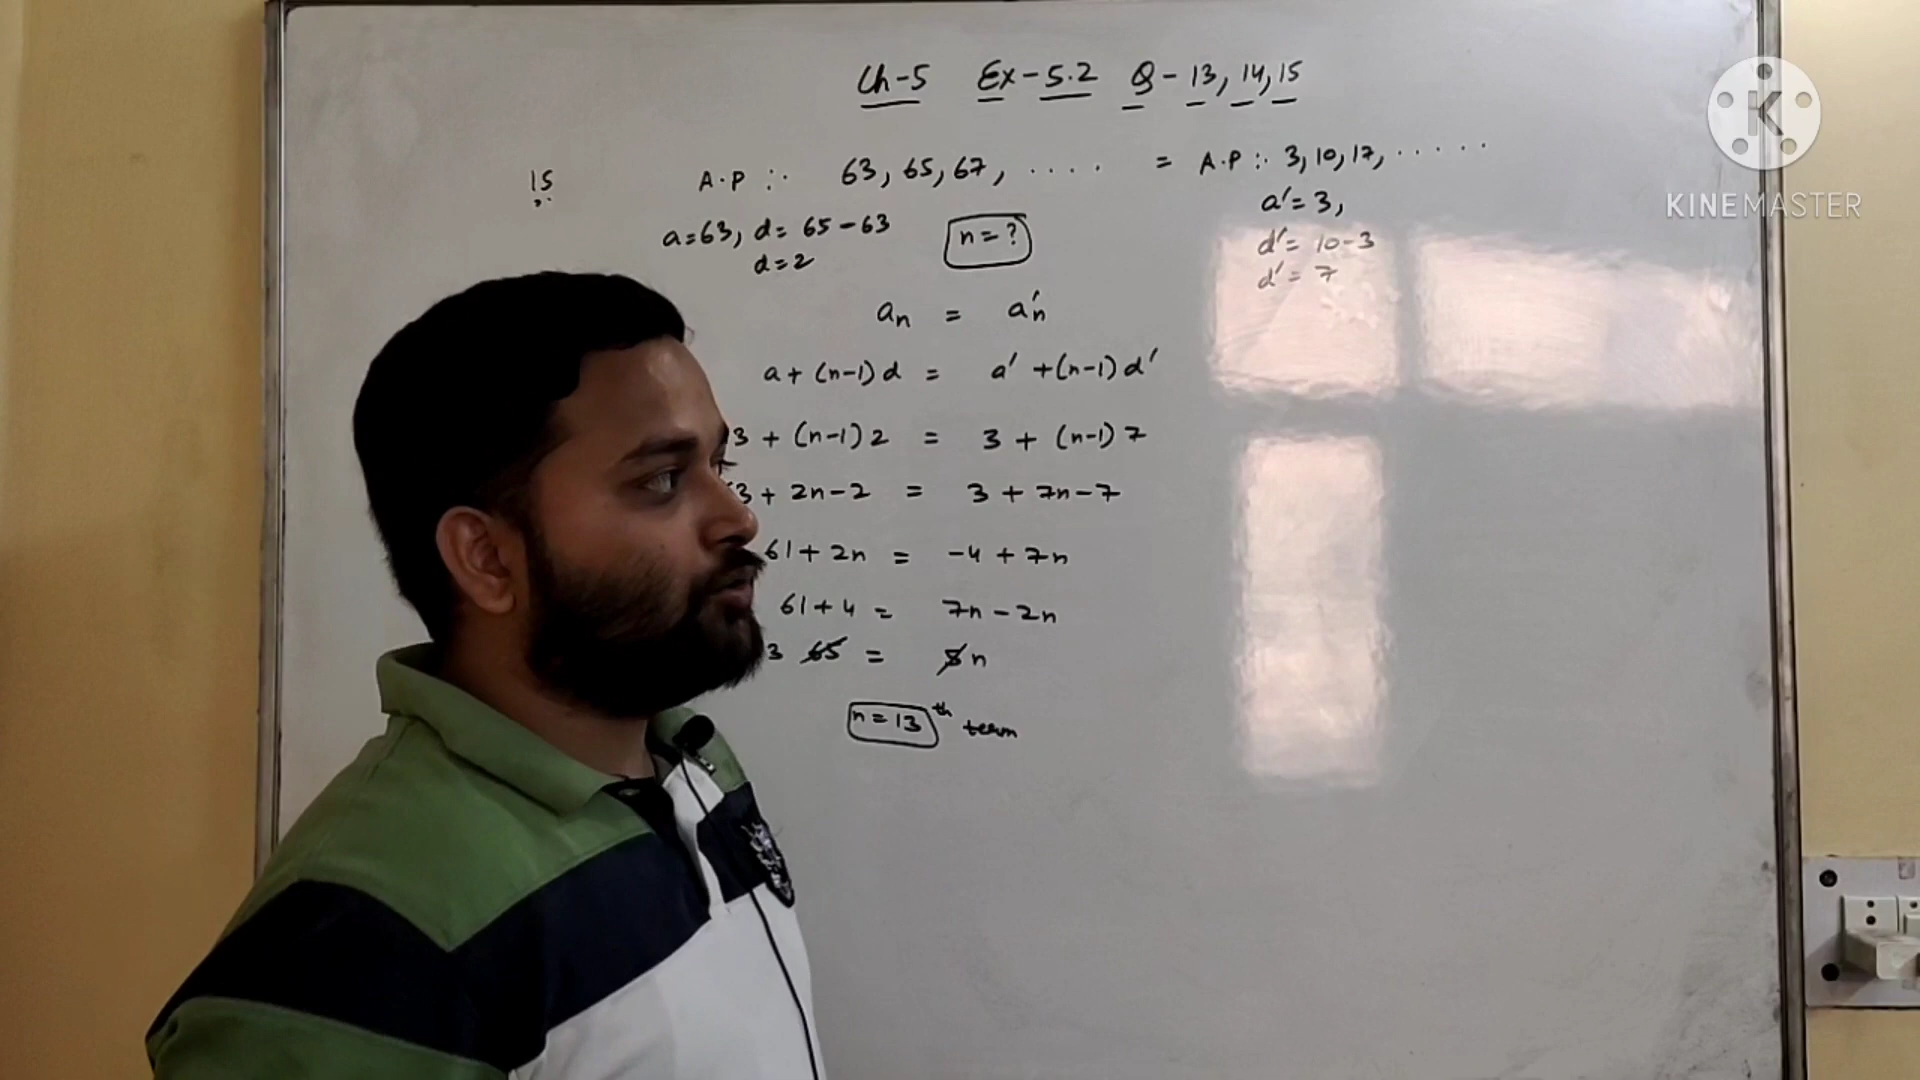 Ch-5 Ex-5.2 Q-13, 14, 15
K
KINEMASTER
15 A.P :. 63, 65, 67, .... = A.P :. 3, 10, 17, .....
a=63, d= 65-63 n=? a'= 3,
d=2 d'= 10-3
d'= 7
an = a'n
a+(n-1)d = a'+(n-1)d'
3+(n-1)2 = 3+(n-1)7
3+2n-2 = 3+7n-7
61+2n = -4+7n
61+4 = 7n-2n
3 65 = 5n
n=13th term